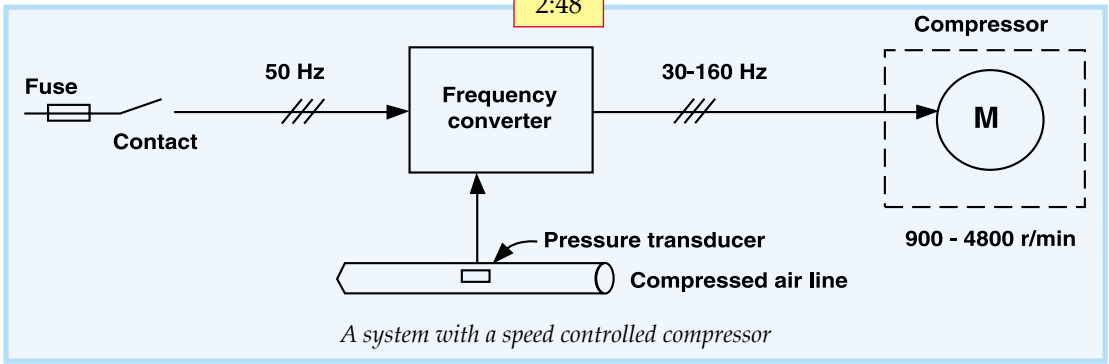 2:48
Compressor
Fuse
50 Hz
30-160 Hz
Frequency
converter
M
Contact
Pressure transducer
900 - 4800 r/min
Compressed air line
A system with a speed controlled compressor